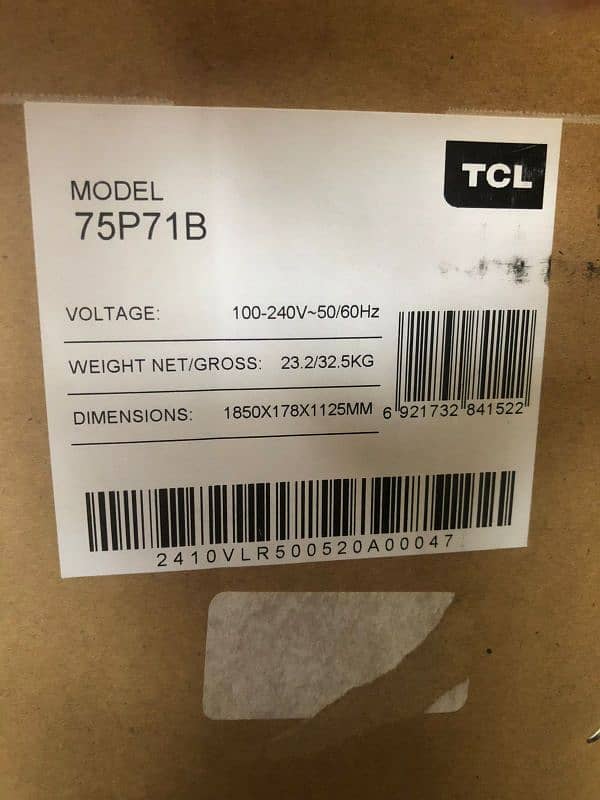 TCL
MODEL
75P71B
VOLTAGE: 100-240V~50/60Hz
WEIGHT NET/GROSS: 23.2/32.5KG
DIMENSIONS: 1850X178X1125MM
6 921732 841522
2410VLR500520A00047